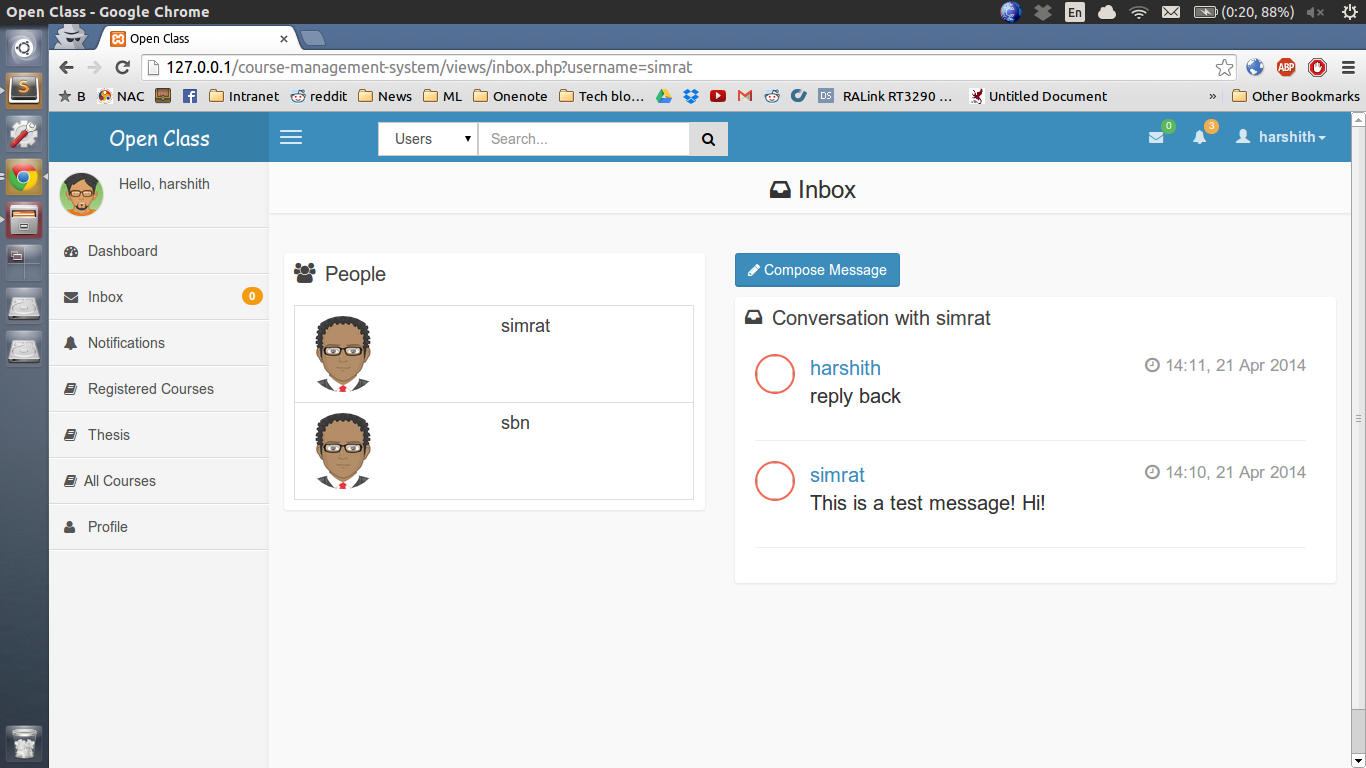 Open Class - Google Chrome
En
(0:20, 88%)
Open Class
127.0.0.1/course-management-system/views/inbox.php?username=simrat
B NAC Intranet reddit News ML Onenote Tech blo... DS RALink RT3290 ... Untitled Document » Other Bookmarks
ABP
Open Class
Users
Search...
0
3
harshith
Hello, harshith
Inbox
Dashboard
Inbox 0
Notifications
Registered Courses
Thesis
All Courses
Profile
People
simrat
sbn
Compose Message
Conversation with simrat
harshith 14:11, 21 Apr 2014
reply back
simrat 14:10, 21 Apr 2014
This is a test message! Hi!